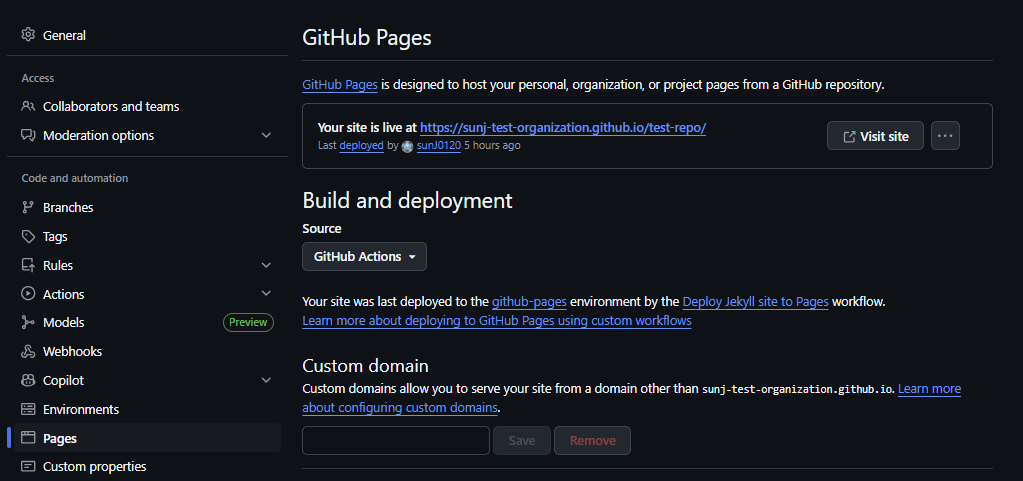 General
Access
Collaborators and teams
Moderation options
Code and automation
Branches
Tags
Rules
Actions
Models Preview
Webhooks
Copilot
Environments
Pages
Custom properties
GitHub Pages
GitHub Pages is designed to host your personal, organization, or project pages from a GitHub repository.
Your site is live at https://sunj-test-organization.github.io/test-repo/
Last deployed by sunJ0120 5 hours ago
Visit site
Build and deployment
Source
GitHub Actions
Your site was last deployed to the github-pages environment by the Deploy Jekyll site to Pages workflow.
Learn more about deploying to GitHub Pages using custom workflows
Custom domain
Custom domains allow you to serve your site from a domain other than sunj-test-organization.github.io. Learn more
about configuring custom domains.
Save Remove